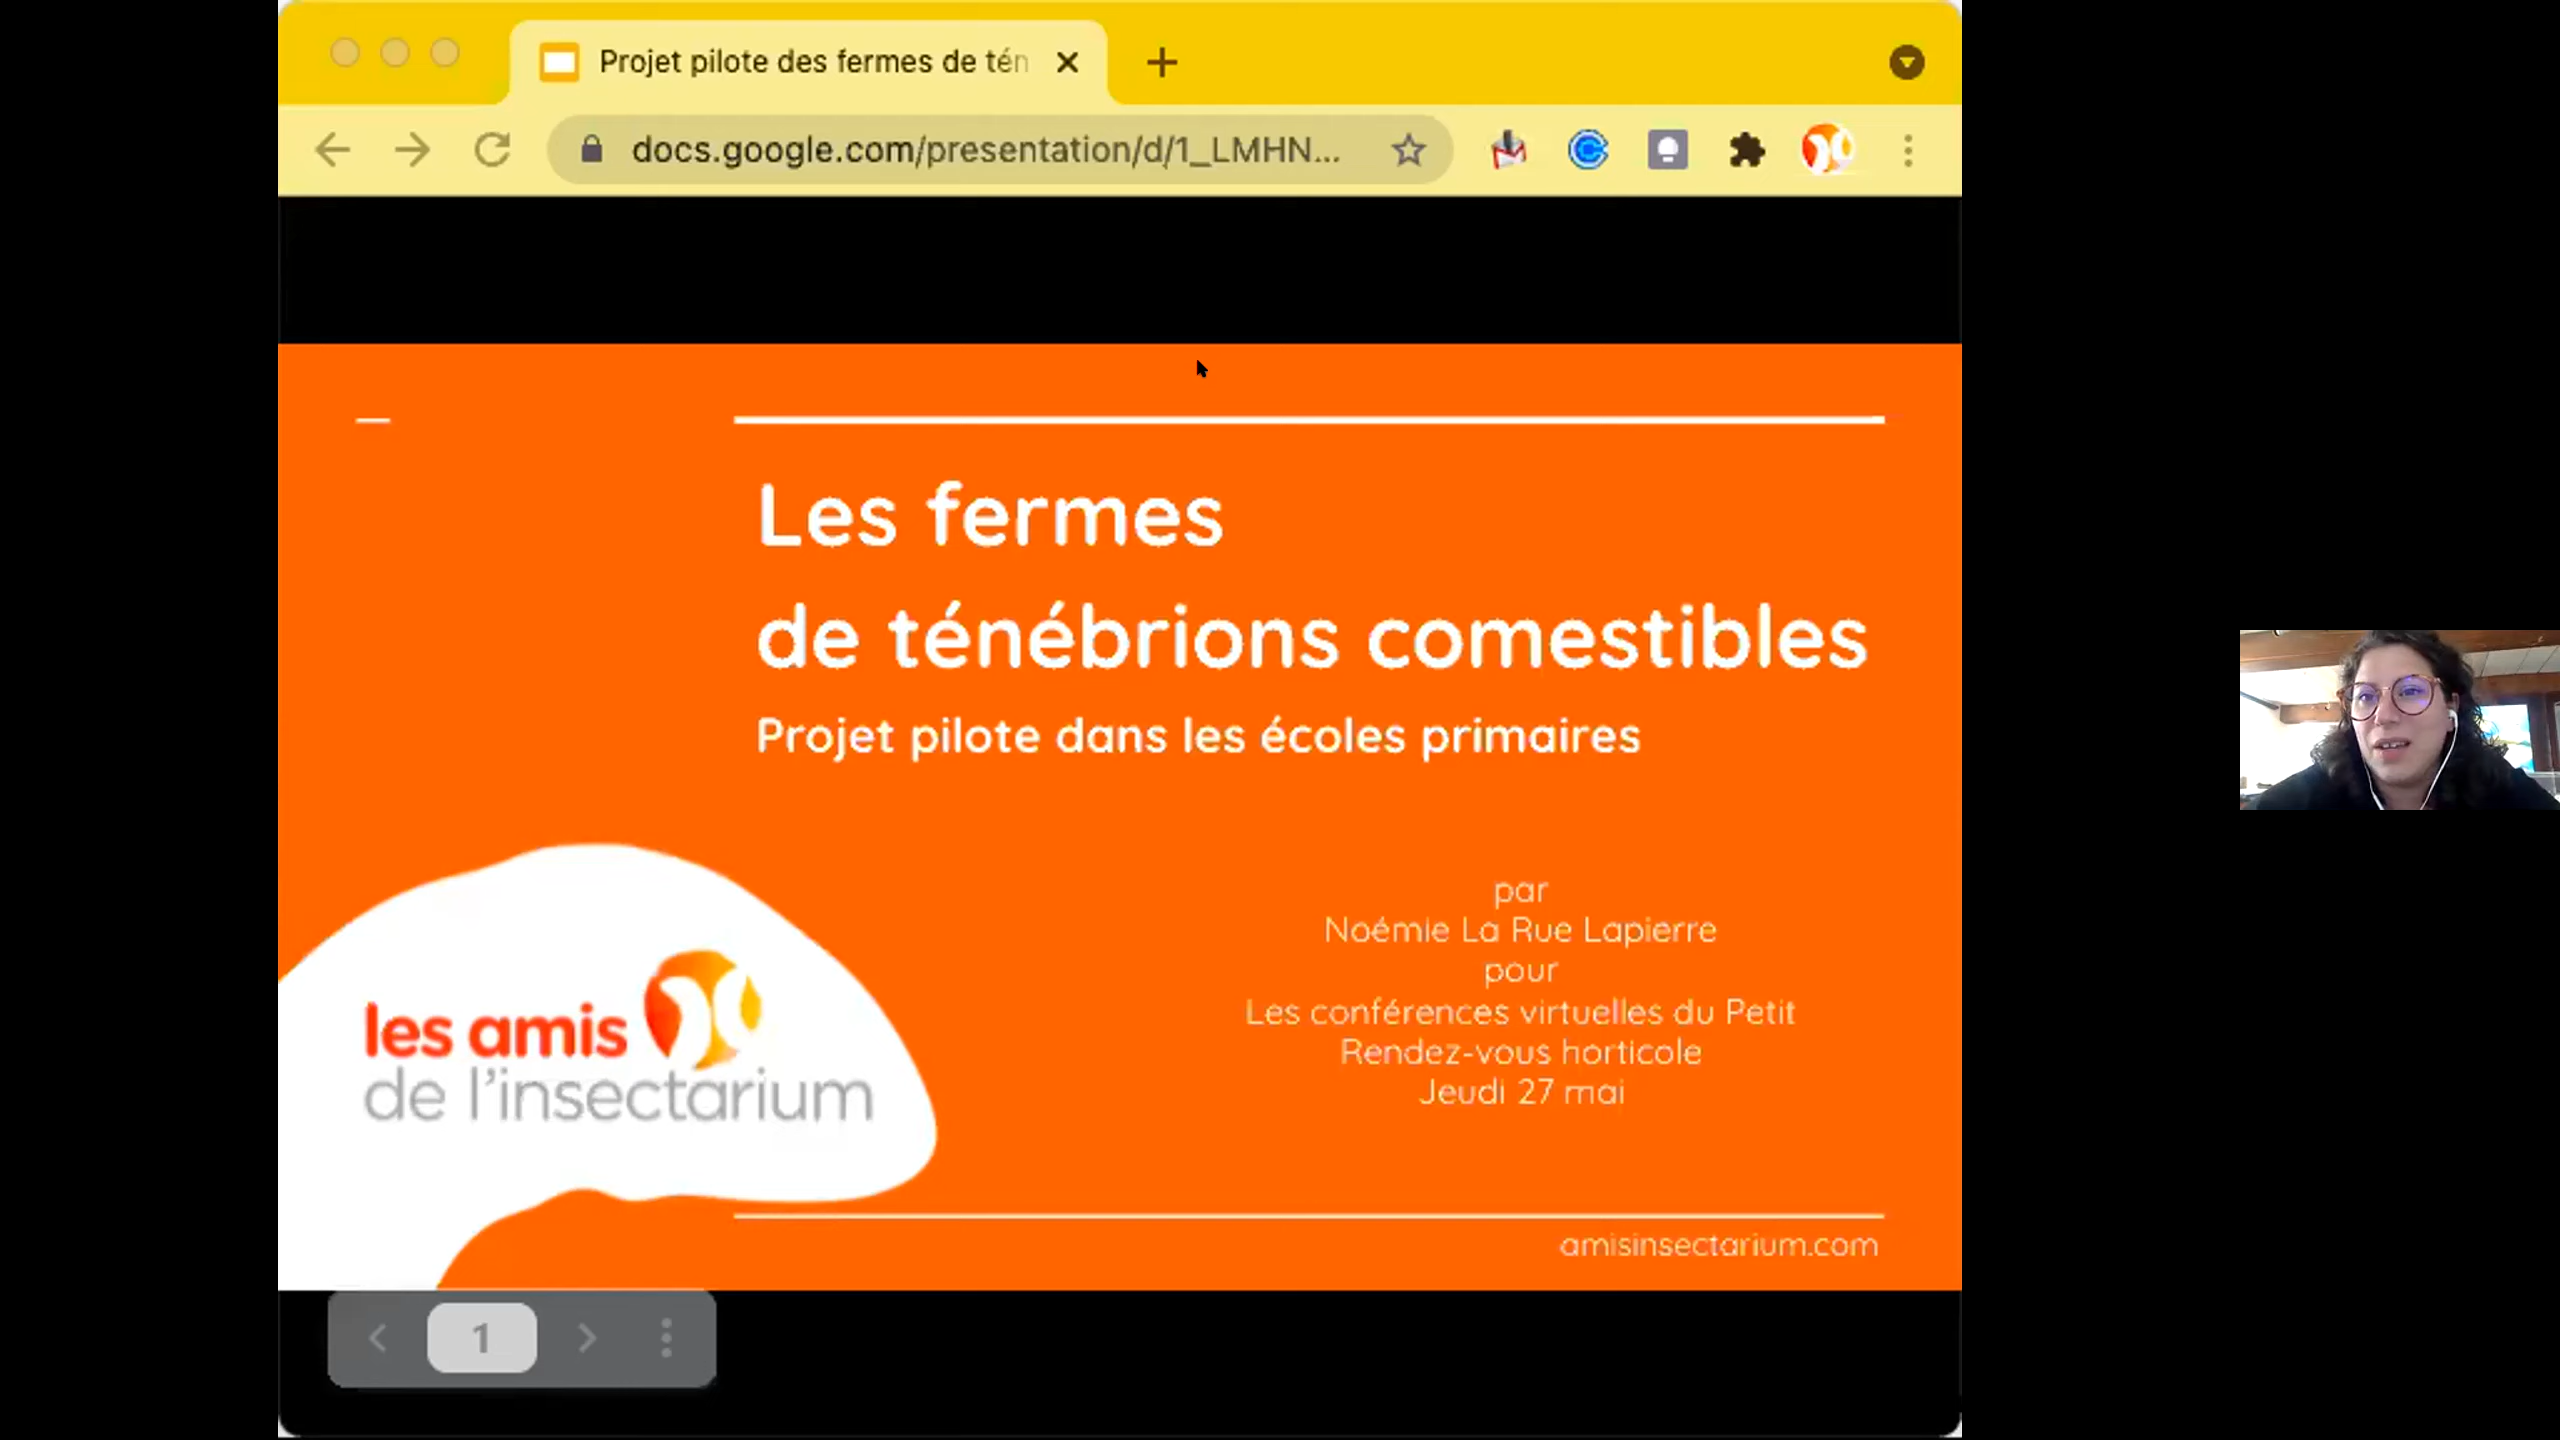 Projet pilote des fermes de tén
docs.google.com/presentation/d/1_LMHN...
Les fermes
de ténébrions comestibles
Projet pilote dans les écoles primaires
par
Noémie La Rue Lapierre
pour
Les conférences virtuelles du Petit
Rendez-vous horticole
Jeudi 27 mai
les amis
de l'insectarium
amisinsectarium.com
1